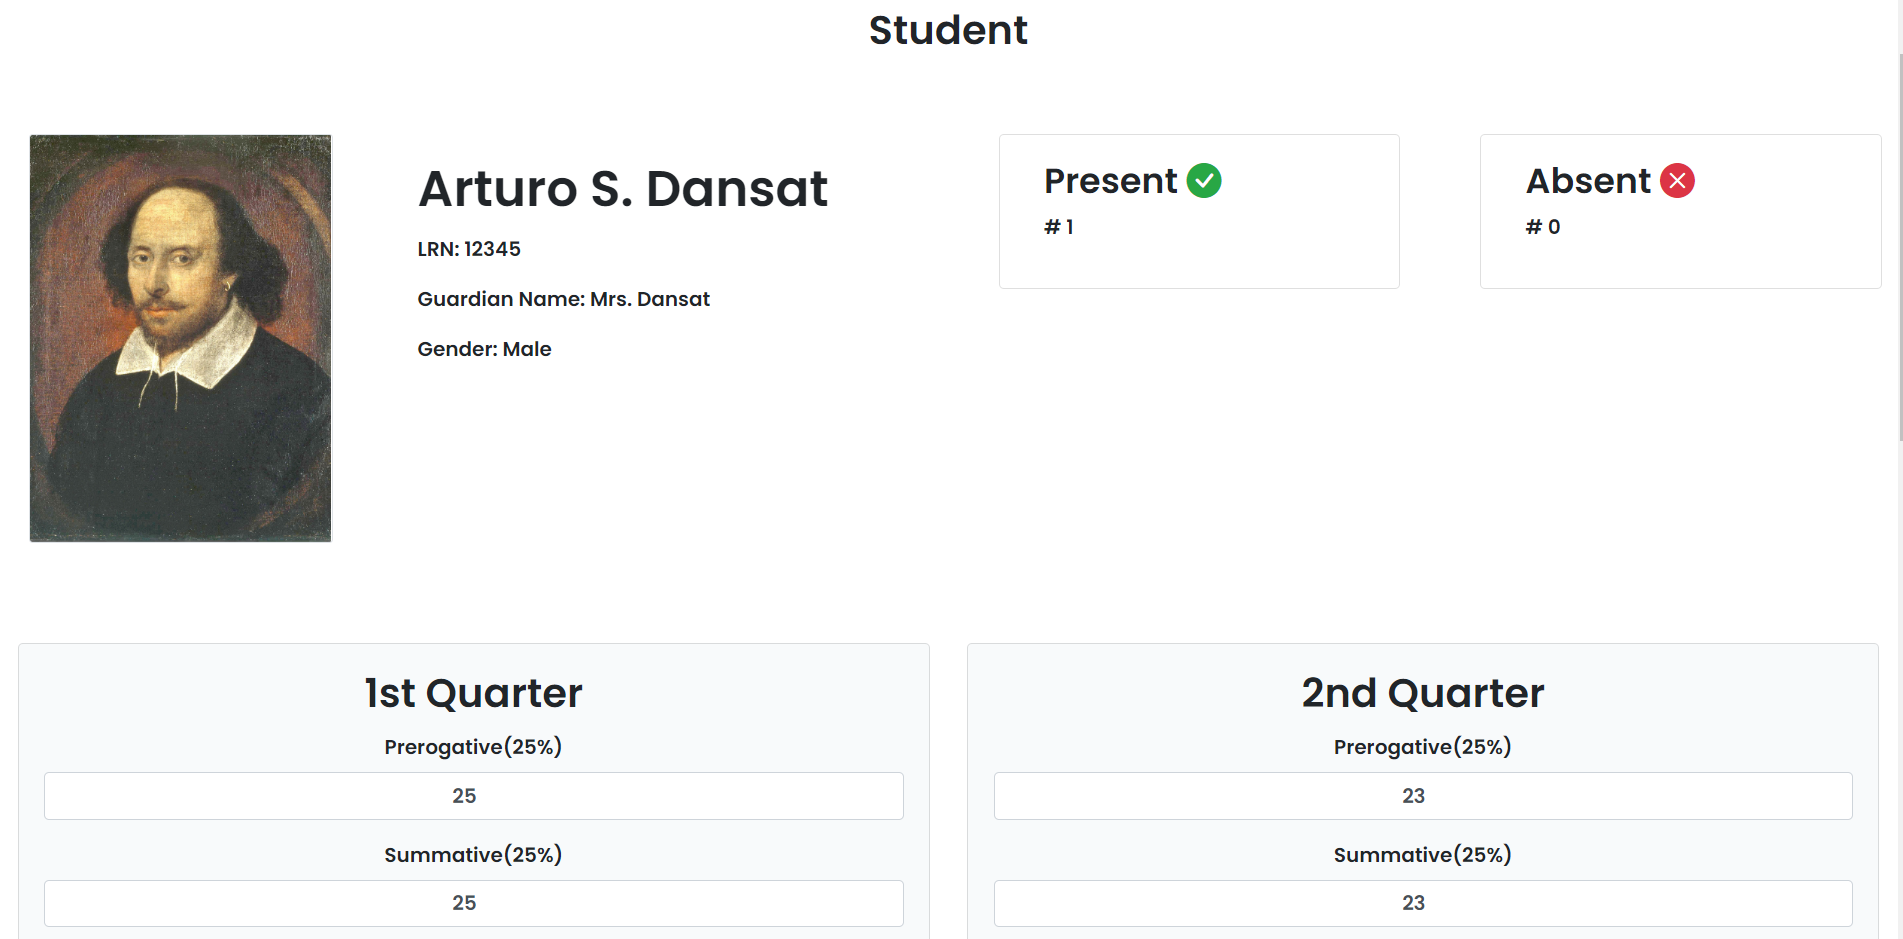 Student
Arturo S. Dansat
LRN: 12345
Guardian Name: Mrs. Dansat
Gender: Male
Present
# 1
Absent
# 0
1st Quarter
Prerogative(25%)
25
Summative(25%)
25
2nd Quarter
Prerogative(25%)
23
Summative(25%)
23